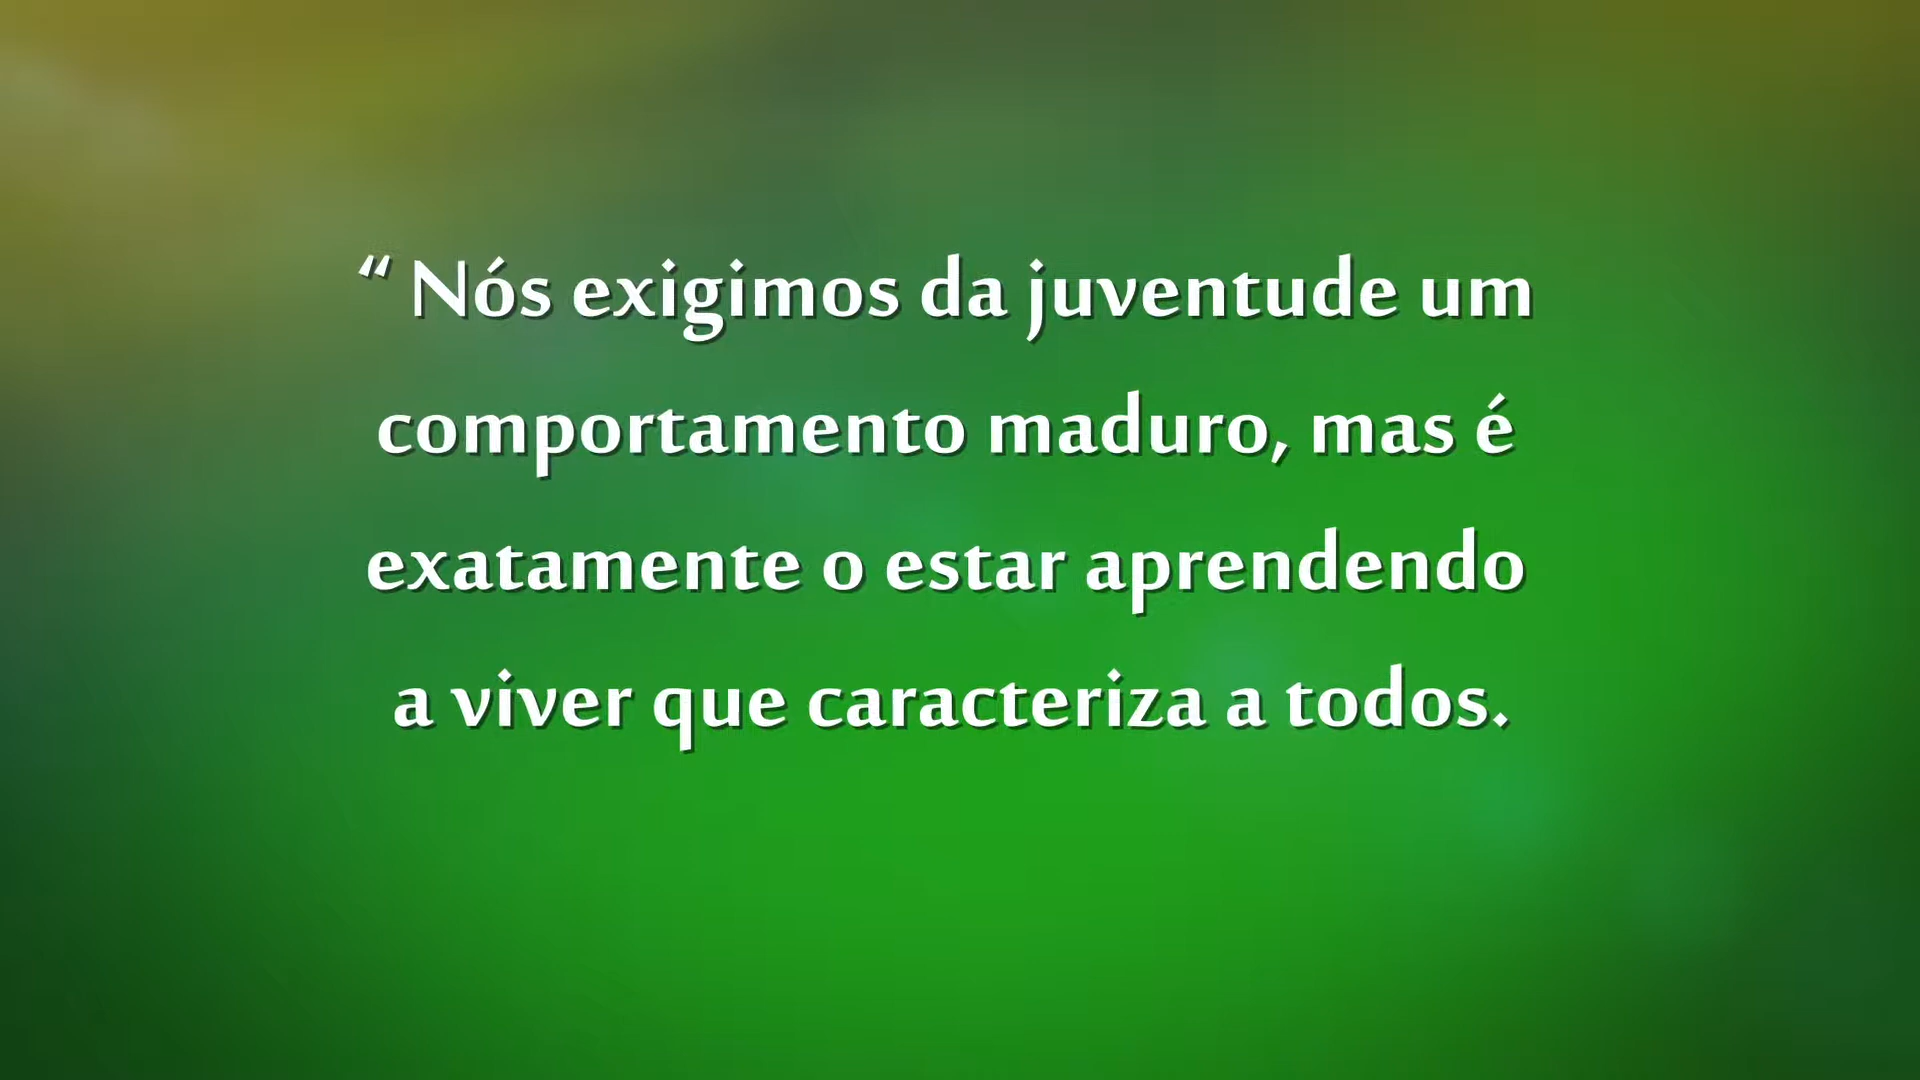 “ Nós exigimos da juventude um
comportamento maduro, mas é
exatamente o estar aprendendo
a viver que caracteriza a todos.